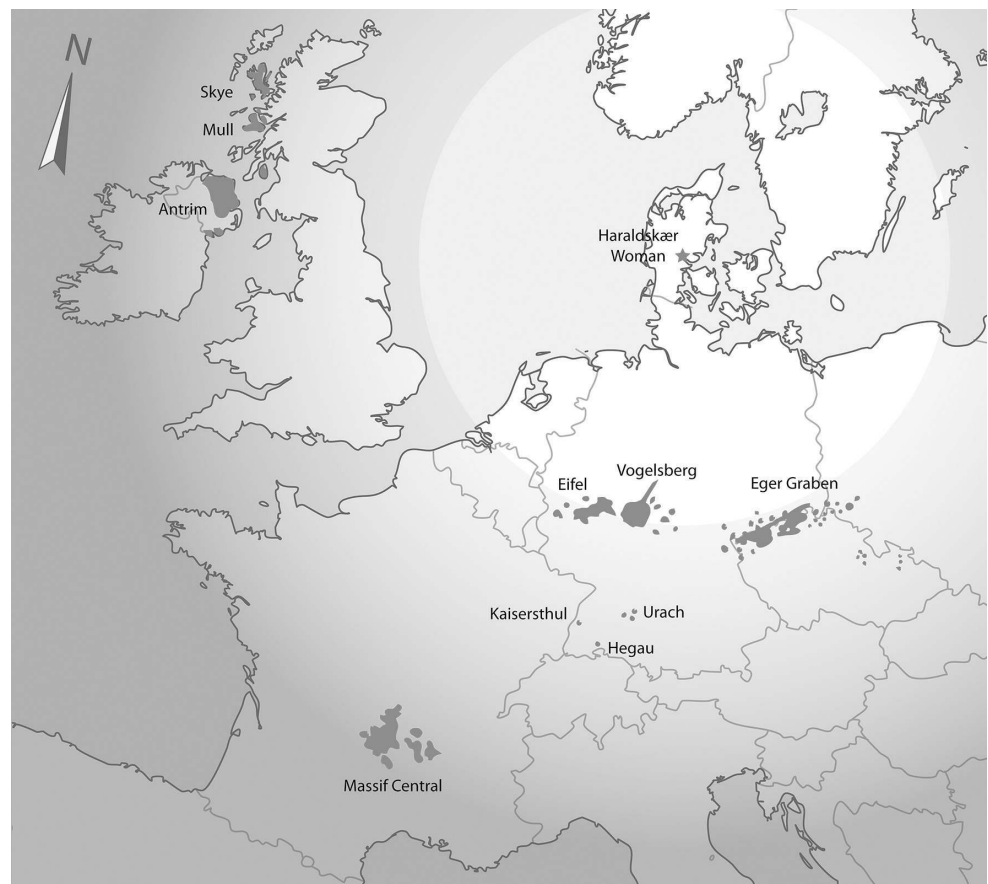 N
Skye
Mull
Antrim
Haraldskær
Woman
Vogelsberg
Eifel
Eger Graben
Kaisersthul
Urach
Hegau
Massif Central